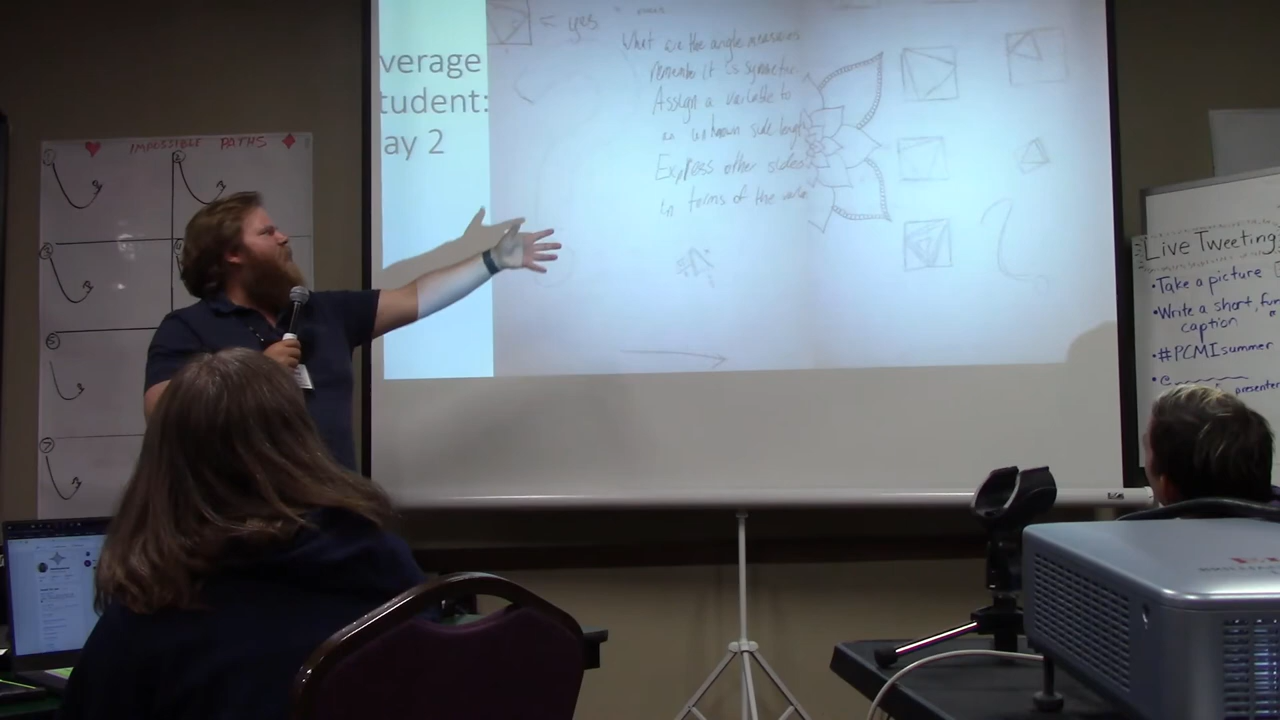 verage
tudent:
ay 2
= yes
What are the angle measures
remember it is symmetric
Assign a variable to
an unknown side length
Express other sides
in terms of the
IMPOSSIBLE PATHS
Live Tweeting
• Take a picture
• Write a short, fun
caption
• #PCMIsummer
• @
presenter